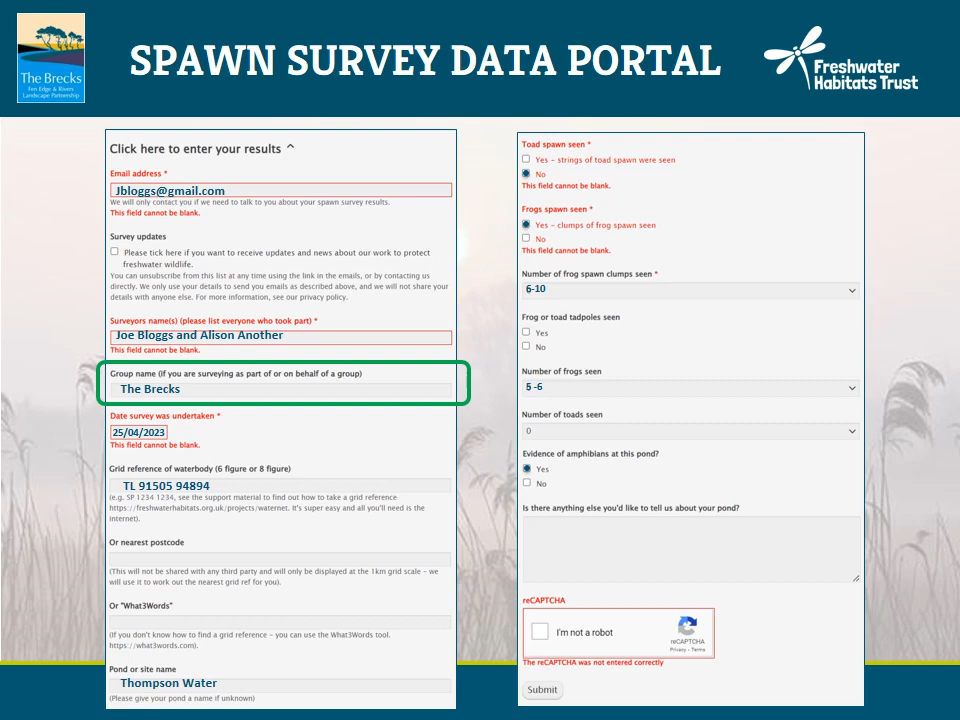 The Brecks
Fen Edge & Rivers
Landscape Partnership
SPAWN SURVEY DATA PORTAL
Freshwater
Habitats Trust
Click here to enter your results ^
Email address *
Jbloggs@gmail.com
We will only contact you if we need to talk to you about your spawn survey results.
This field cannot be blank.
Survey updates
Please tick here if you want to receive updates and news about our work to protect
freshwater wildlife.
You can unsubscribe from this list at any time using the link in the emails, or by contacting us
directly. We only use your details to send you emails as described above, and we will not share your
details with anyone else. For more information, see our privacy policy.
Surveyors name(s) (please list everyone who took part) *
Joe Bloggs and Alison Another
This field cannot be blank.
Group name (if you are surveying as part of or on behalf of a group)
The Brecks
Date survey was undertaken *
25/04/2023
This field cannot be blank.
Grid reference of waterbody (6 figure or 8 figure)
TL 91505 94894
(e.g. SP 1234 1234, see the support material to find out how to take a grid reference
https://freshwaterhabitats.org.uk/projects/waternet. It's super easy and all you'll need is the
internet).
Or nearest postcode
(This will not be shared with any third party and will only be displayed at the 1km grid scale - we
will use it to work out the nearest grid ref for you).
Or "What3Words"
(If you don't know how to find a grid reference - you can use the What3Words tool.
https://what3words.com).
Pond or site name
Thompson Water
(Please give your pond a name if unknown)
Toad spawn seen *
Yes - strings of toad spawn were seen
No
This field cannot be blank.
Frogs spawn seen *
Yes - clumps of frog spawn seen
No
This field cannot be blank.
Number of frog spawn clumps seen *
6-10
Frog or toad tadpoles seen
Yes
No
Number of frogs seen
5 -6
Number of toads seen
0
Evidence of amphibians at this pond?
Yes
No
Is there anything else you'd like to tell us about your pond?
reCAPTCHA
I'm not a robot
reCAPTCHA
Privacy - Terms
The reCAPTCHA was not entered correctly
Submit